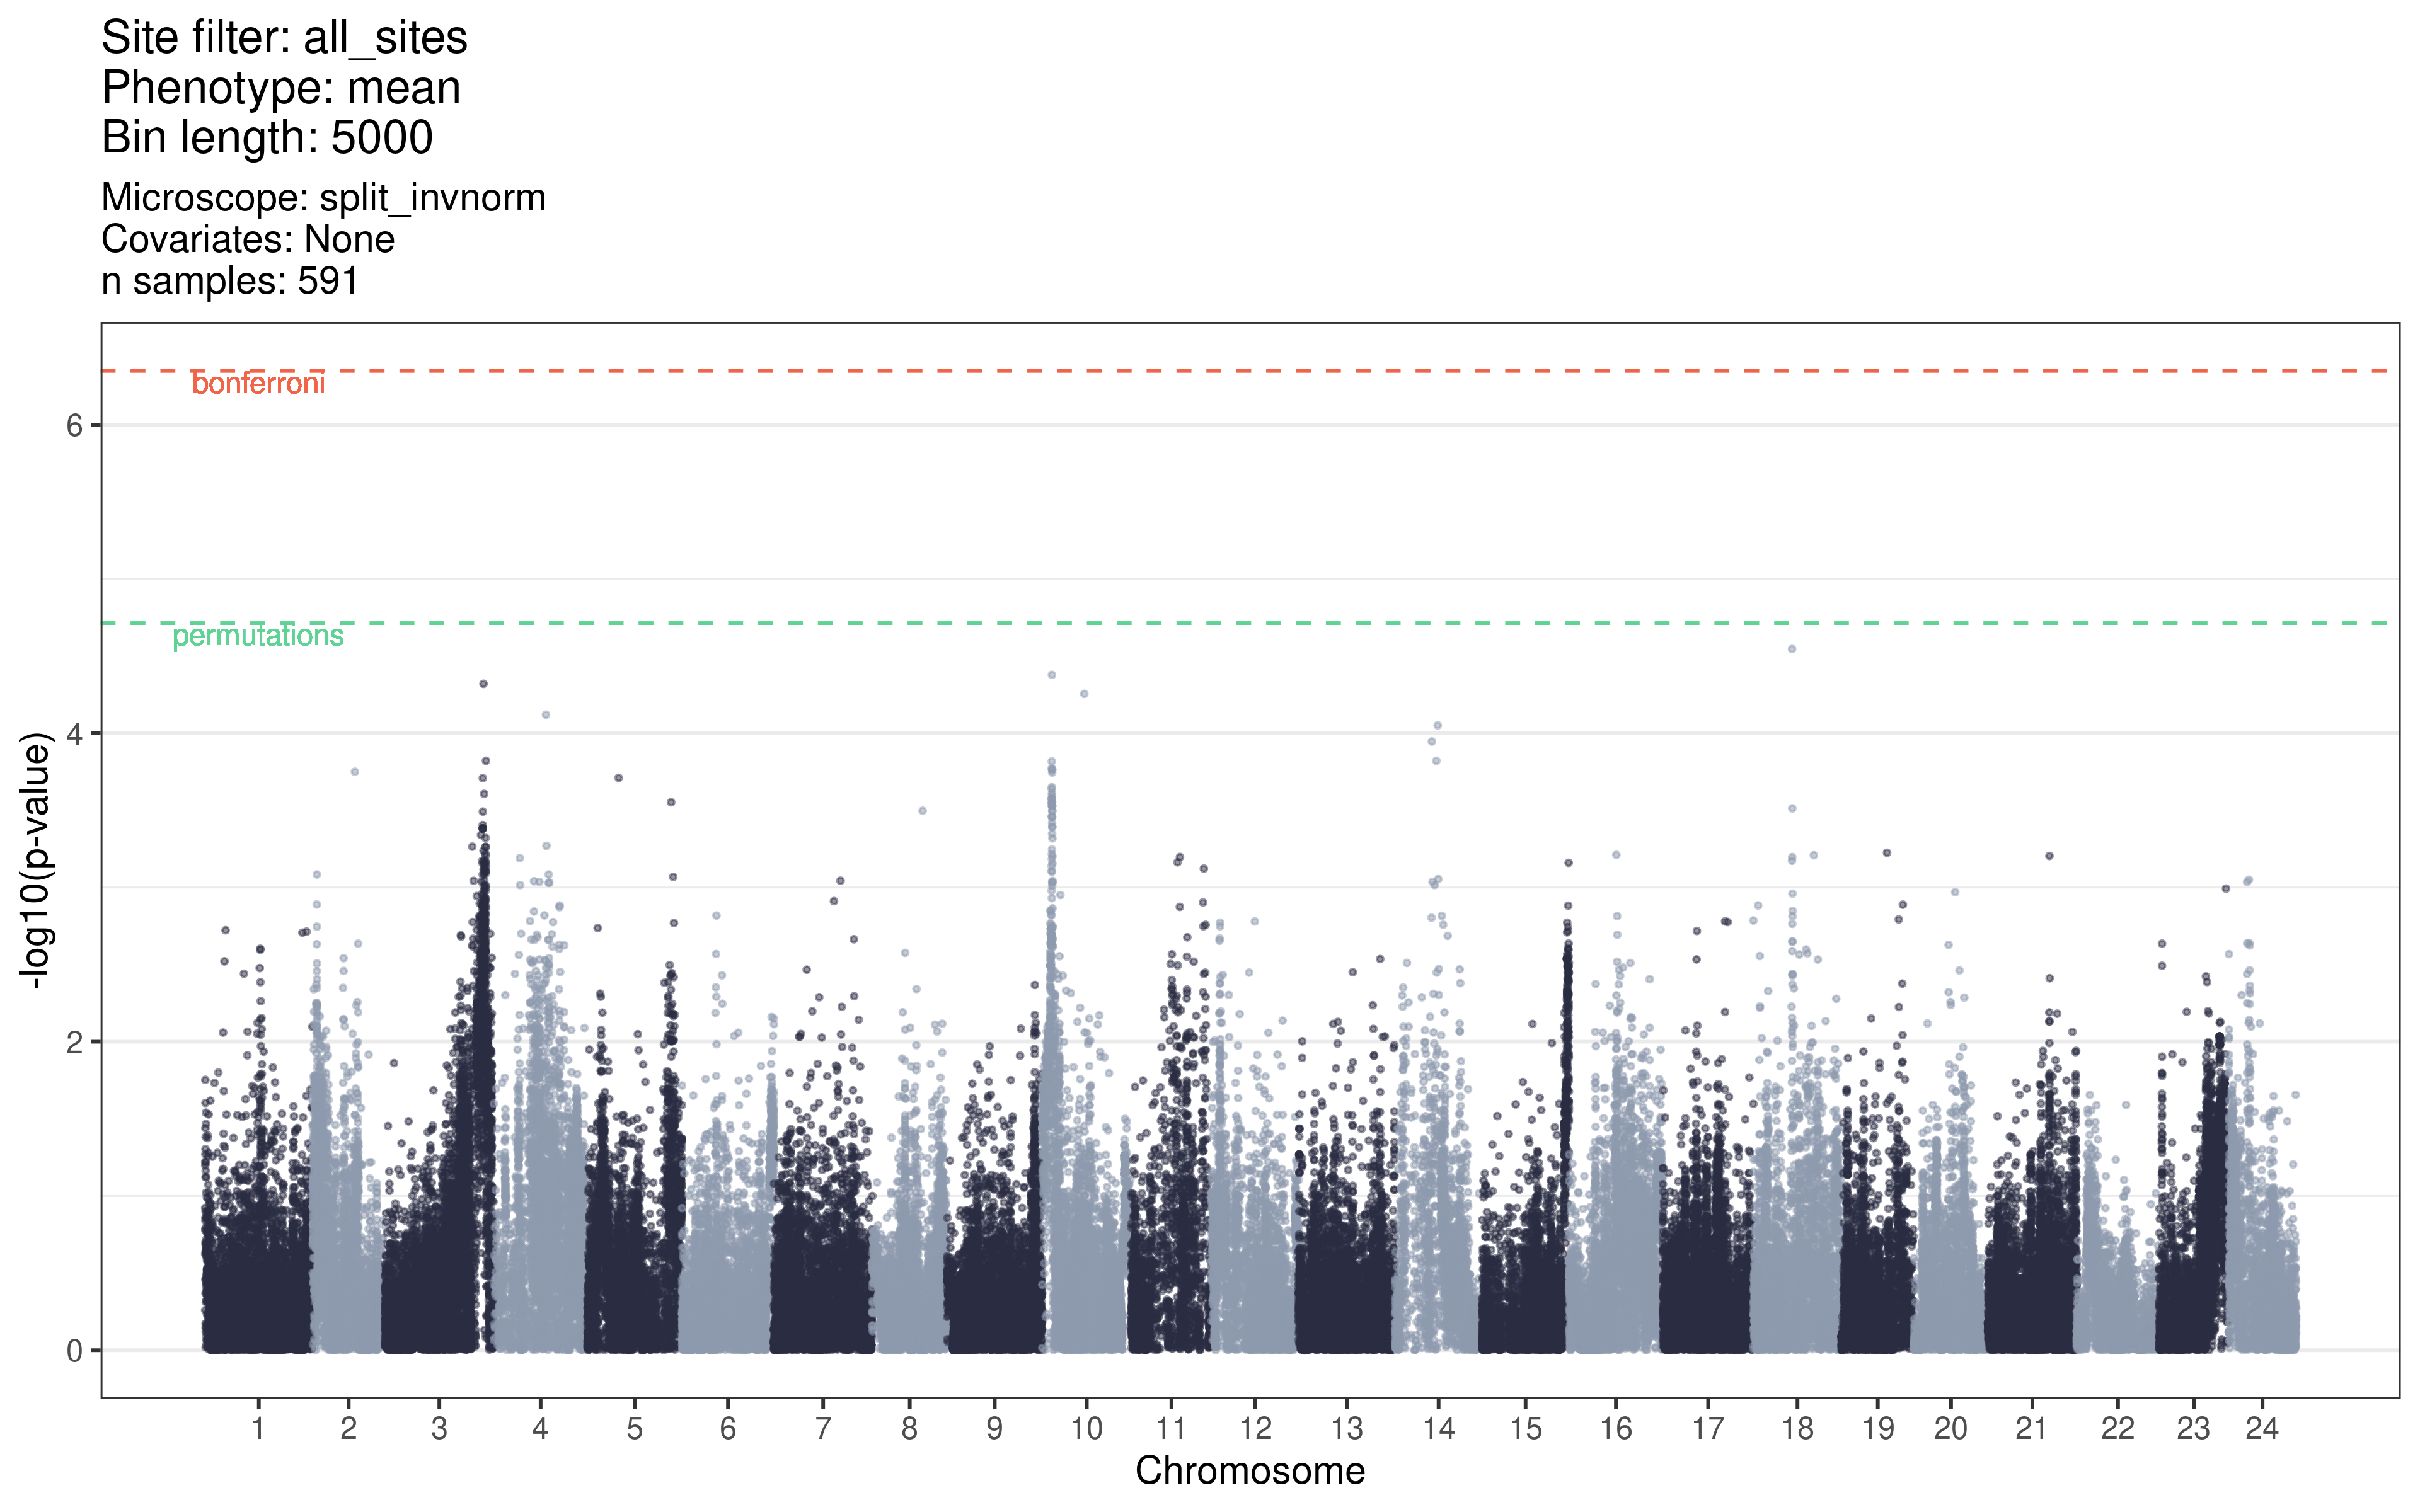 Site filter: all_sites
Phenotype: mean
Bin length: 5000
Microscope: split_invnorm
Covariates: None
n samples: 591
bonferroni
6
permutations
4
-log10(p-value)
2
0
1 2 3 4 5 6 7 8 9 10 11 12 13 14 15 16 17 18 19 20 21 22 23 24
Chromosome